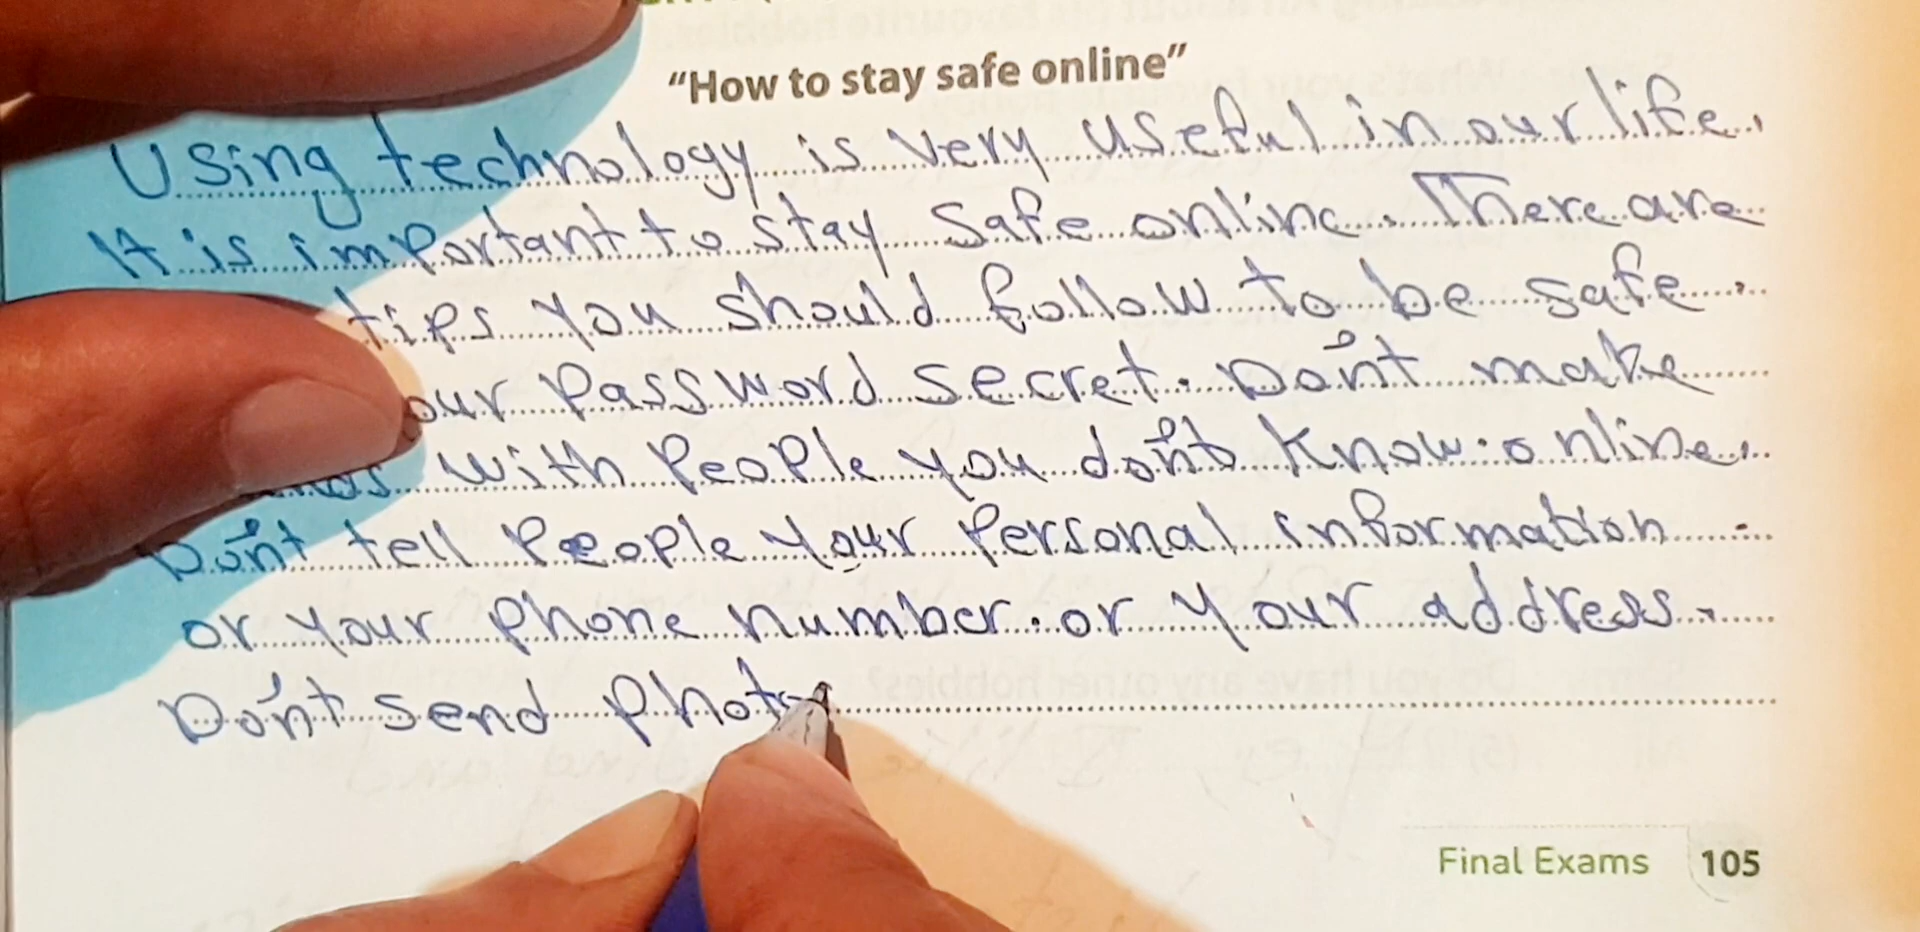 “How to stay safe online”
Using technology is very useful in our life.
It is important to stay safe online. There are
tips you should follow to be safe.
our password secret. Don't make
with people you don't know online.
Don't tell people your personal information
or your phone number. or your address.
Don't send phot
Final Exams 105